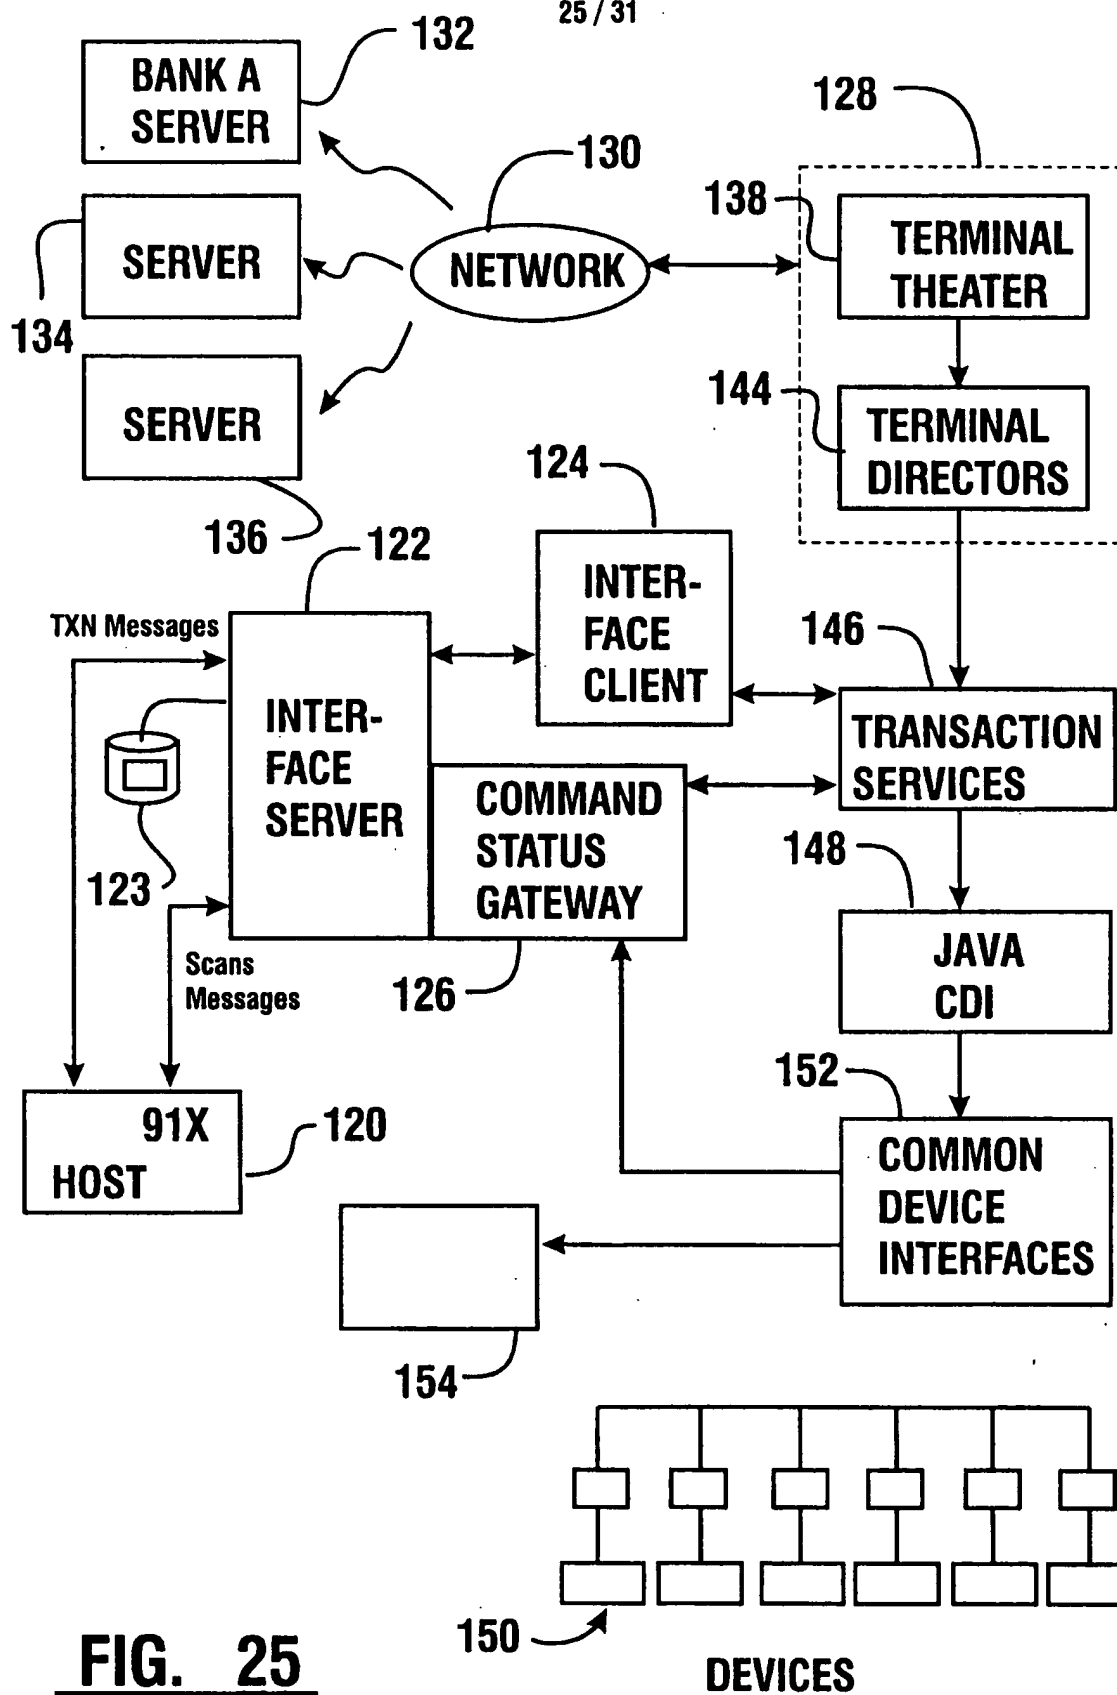 25/31
132
BANK A
SERVER
128
130
138
TERMINAL
THEATER
SERVER
NETWORK
134
144
TERMINAL
DIRECTORS
SERVER
124
136
122
INTER-
FACE
CLIENT
TXN Messages
146
INTER-
FACE
SERVER
TRANSACTION
SERVICES
COMMAND
STATUS
GATEWAY
148
123
JAVA
CDI
Scans
Messages
126
152
91X
HOST
120
COMMON
DEVICE
INTERFACES
154
150
FIG. 25
DEVICES